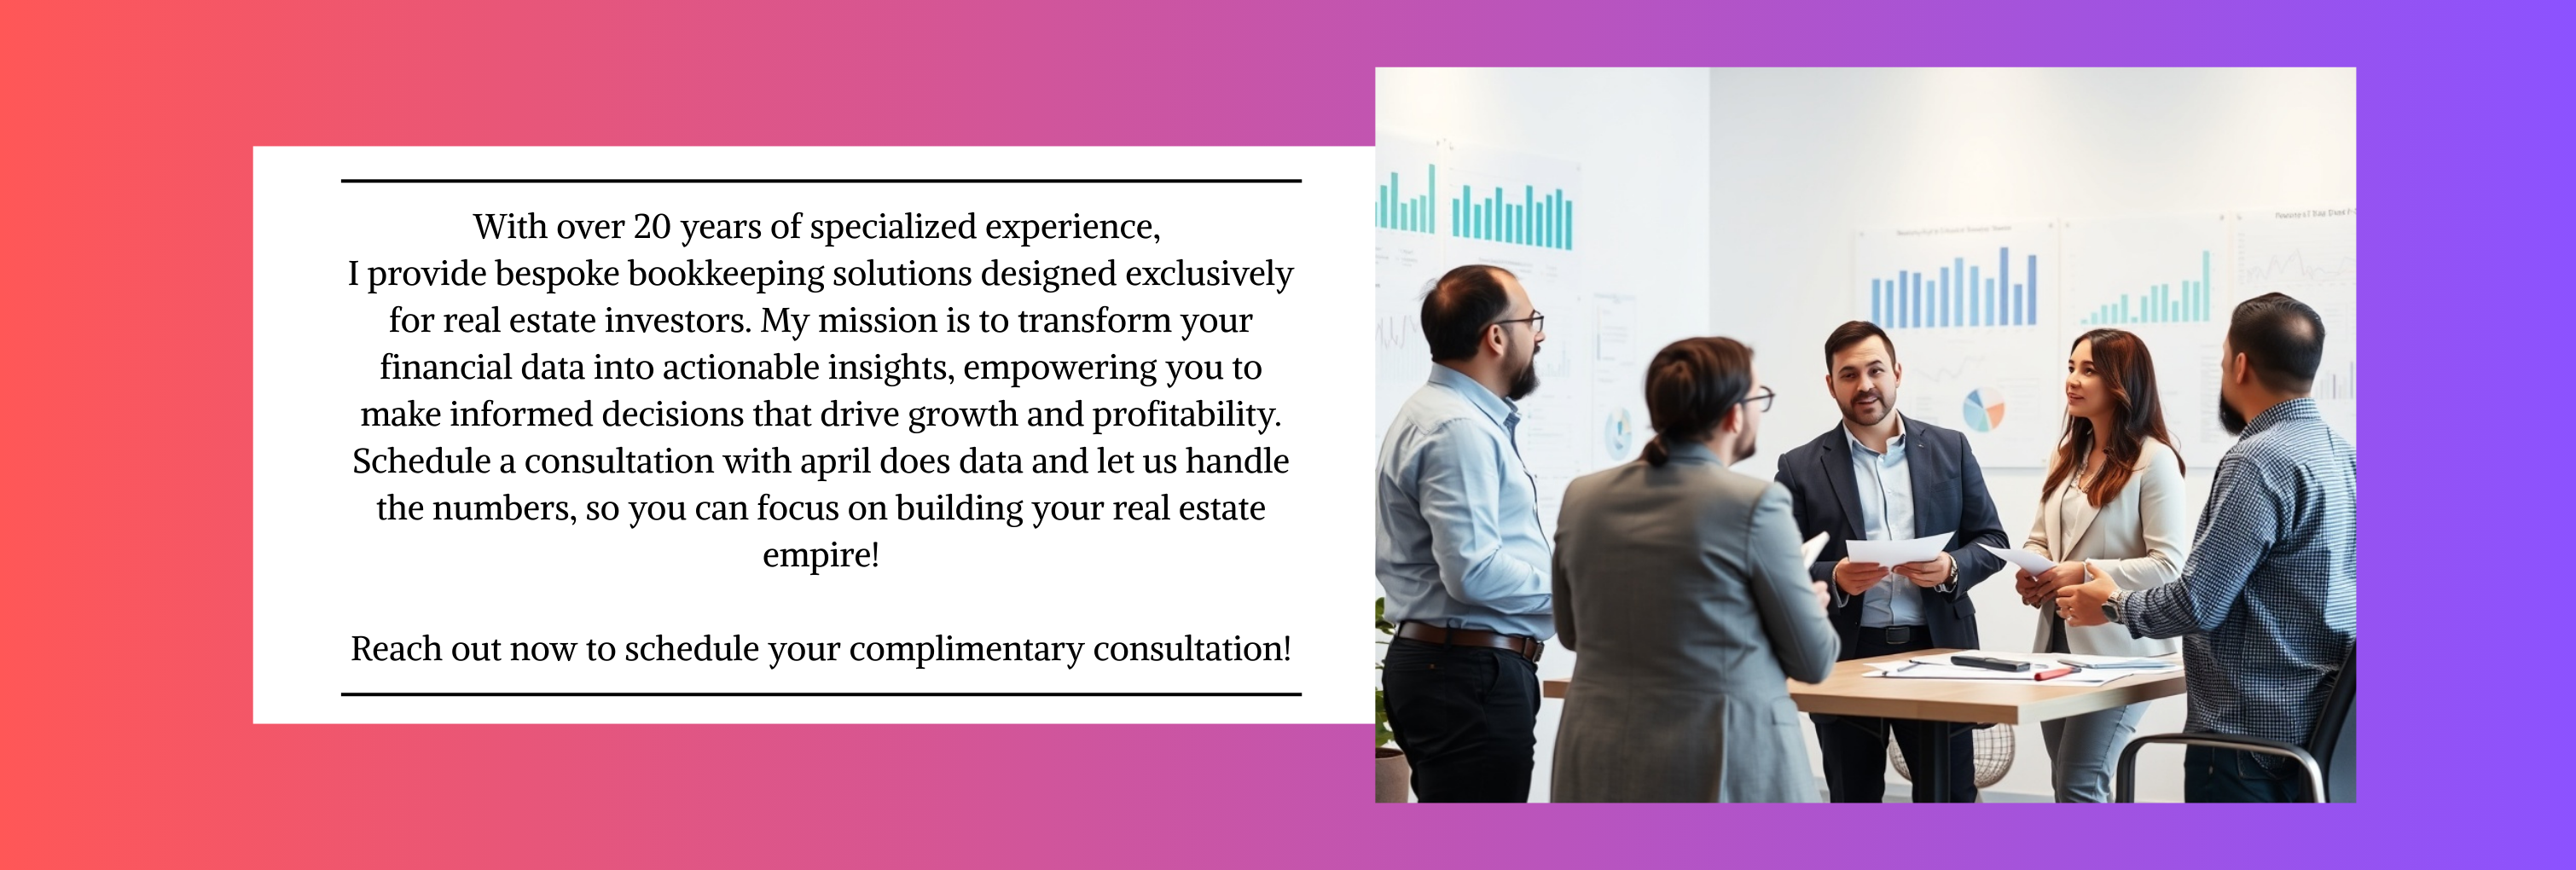 With over 20 years of specialized experience,
I provide bespoke bookkeeping solutions designed exclusively
for real estate investors. My mission is to transform your
financial data into actionable insights, empowering you to
make informed decisions that drive growth and profitability.
Schedule a consultation with april does data and let us handle
the numbers, so you can focus on building your real estate
empire!
Reach out now to schedule your complimentary consultation!